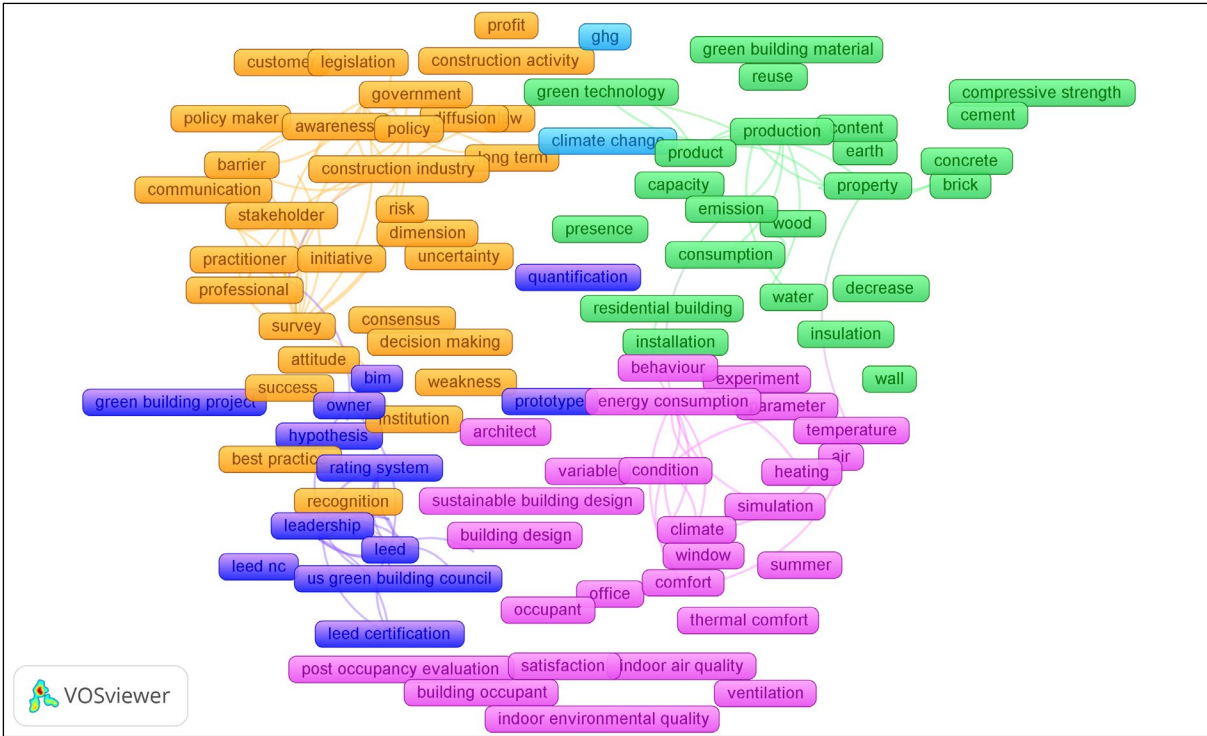 profit
ghg
customer legislation construction activity
green building material
reuse
government
green technology
compressive strength
policy maker awareness policy diffusion
cement
climate change
production content
product earth
barrier construction industry long term
concrete
communication
capacity property brick
stakeholder risk
emission wood
dimension
presence
practitioner initiative uncertainty
consumption
professional
quantification
water decrease
residential building
survey consensus
decision making
installation insulation
attitude
behaviour
bim weakness
experiment wall
success
green building project owner
prototype energy consumption parameter
institution
hypothesis architect
temperature
best practice rating system
variable condition heating air
recognition sustainable building design
simulation
leadership building design
climate
leed
window
leed nc us green building council
summer
comfort
office
occupant
thermal comfort
leed certification
post occupancy evaluation satisfaction indoor air quality
building occupant ventilation
indoor environmental quality
VOSviewer